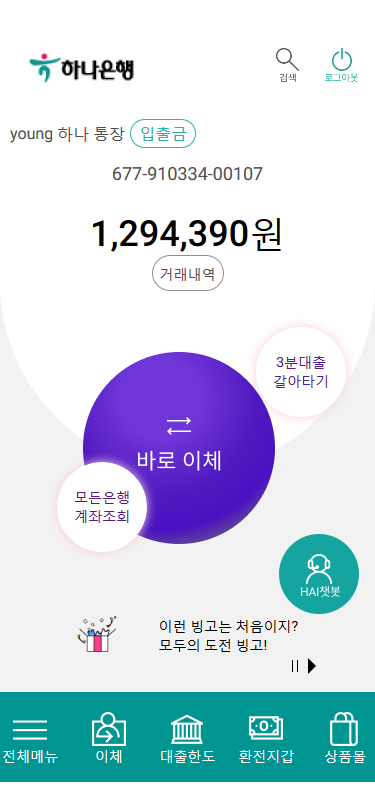 하나은행
검색
로그아웃
young 하나 통장 입출금
677-910334-00107
1,294,390원
거래내역
3분대출
갈아타기
바로 이체
모든은행
계좌조회
HAI챗봇
이런 빙고는 처음이지?
모두의 도전 빙고!
전체메뉴
이체
대출한도
환전지갑
상품몰